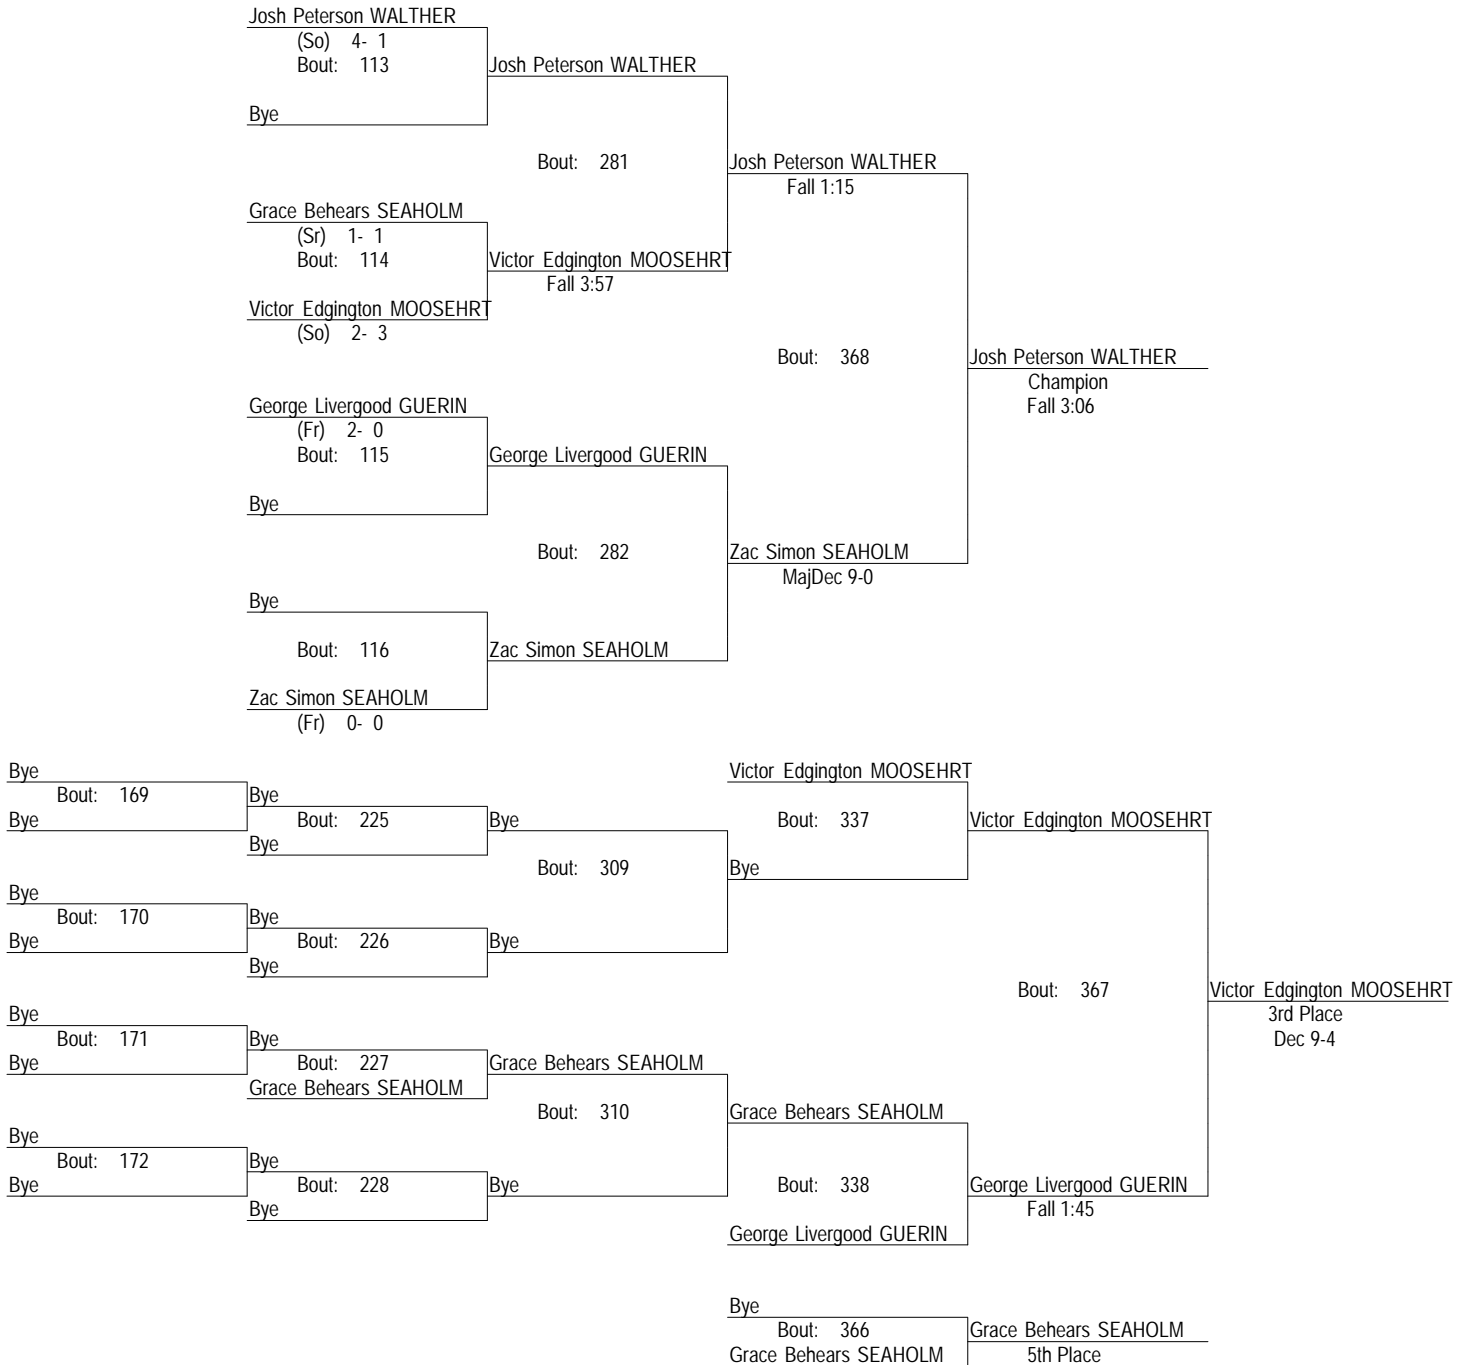 Josh Peterson WALTHER
(So) 4- 1
Bout: 113
Josh Peterson WALTHER
Bye
Bout: 281
Josh Peterson WALTHER
Fall 1:15
Grace Behears SEAHOLM
(Sr) 1- 1
Bout: 114
Victor Edgington MOOSEHRT
Fall 3:57
Victor Edgington MOOSEHRT
(So) 2- 3
Bout: 368
Josh Peterson WALTHER
Champion
Fall 3:06
George Livergood GUERIN
(Fr) 2- 0
Bout: 115
George Livergood GUERIN
Bye
Bout: 282
Zac Simon SEAHOLM
MajDec 9-0
Bye
Bout: 116
Zac Simon SEAHOLM
Zac Simon SEAHOLM
(Fr) 0- 0
Bye
Bout: 169
Bye
Bye
Bout: 225
Bye
Bye
Bout: 309
Victor Edgington MOOSEHRT
Bout: 337
Bye
Victor Edgington MOOSEHRT
Bye
Bout: 170
Bye
Bye
Bout: 226
Bye
Bye
Bout: 367
Victor Edgington MOOSEHRT
3rd Place
Dec 9-4
Bye
Bout: 171
Bye
Bye
Bout: 227
Grace Behears SEAHOLM
Grace Behears SEAHOLM
Bout: 310
Grace Behears SEAHOLM
Bye
Bout: 172
Bye
Bye
Bout: 228
Bye
Bye
Bout: 338
George Livergood GUERIN
George Livergood GUERIN
Fall 1:45
Bye
Bout: 366
Grace Behears SEAHOLM
Grace Behears SEAHOLM
5th Place